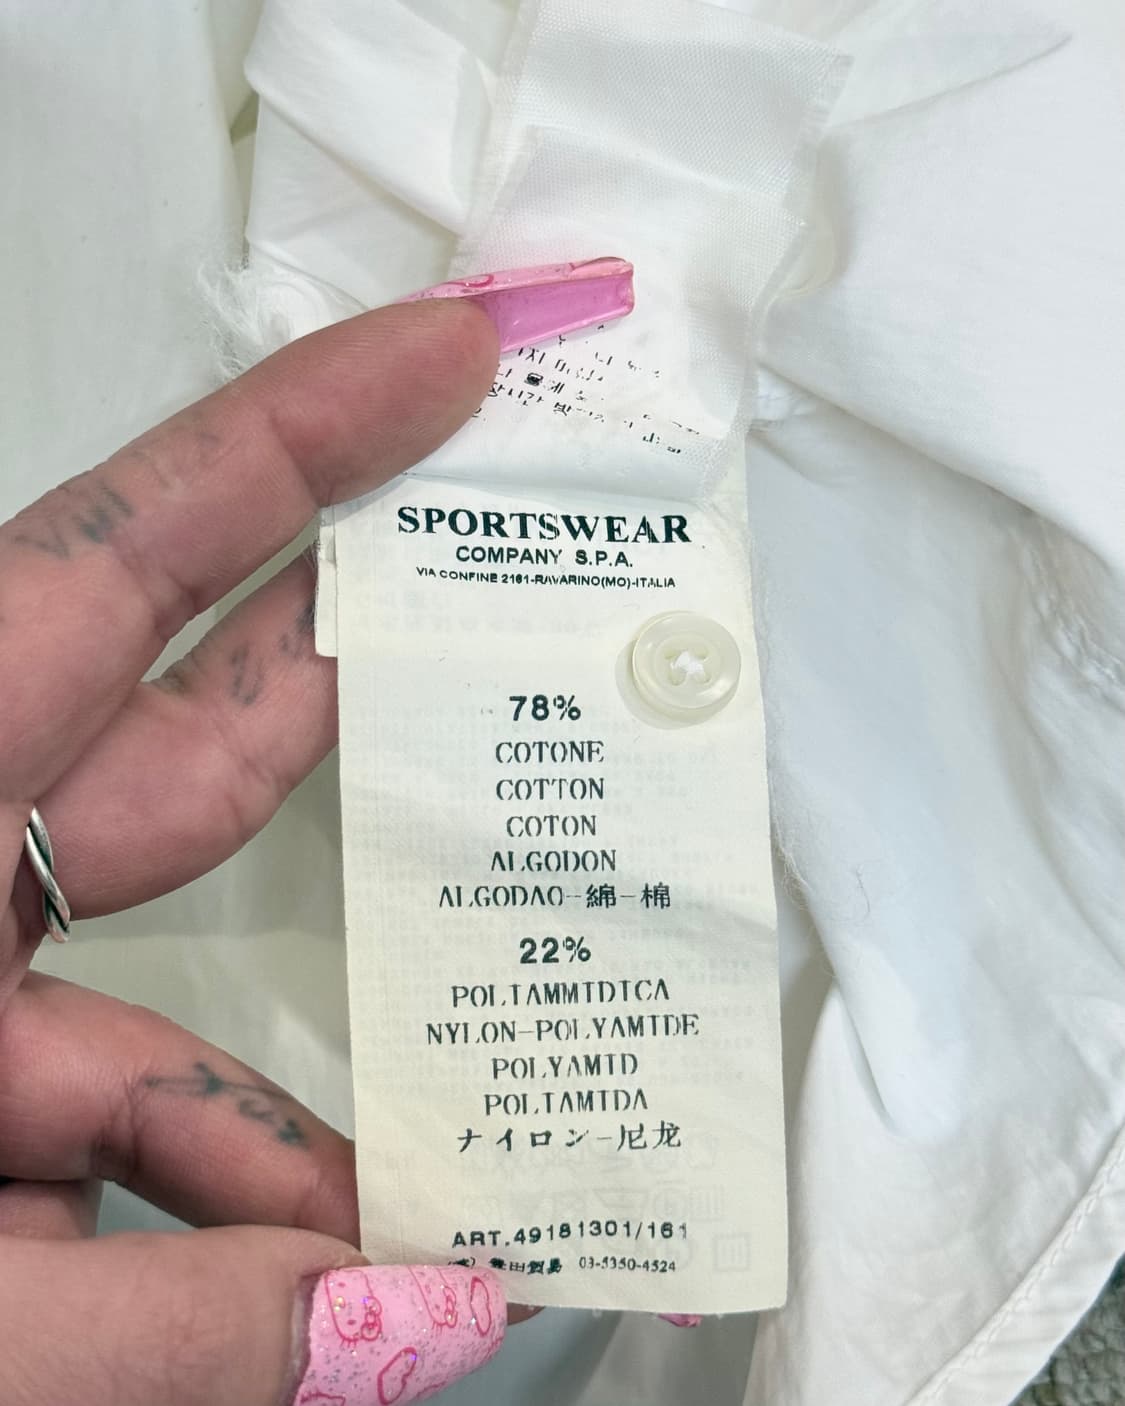 SPORTSWEAR
COMPANY S.P.A.
VIA CONFINE 2161-RAVARINO(MO)-ITALIA
78%
COTONE
COTTON
COTON
ALGODON
ALGODAO-綿-棉
22%
POLIAMMIDICA
NYLON-POLYAMIDE
POLYAMID
POLIAMIDA
ナイロン-尼龙
ART.49181301/161
03-5350-4524